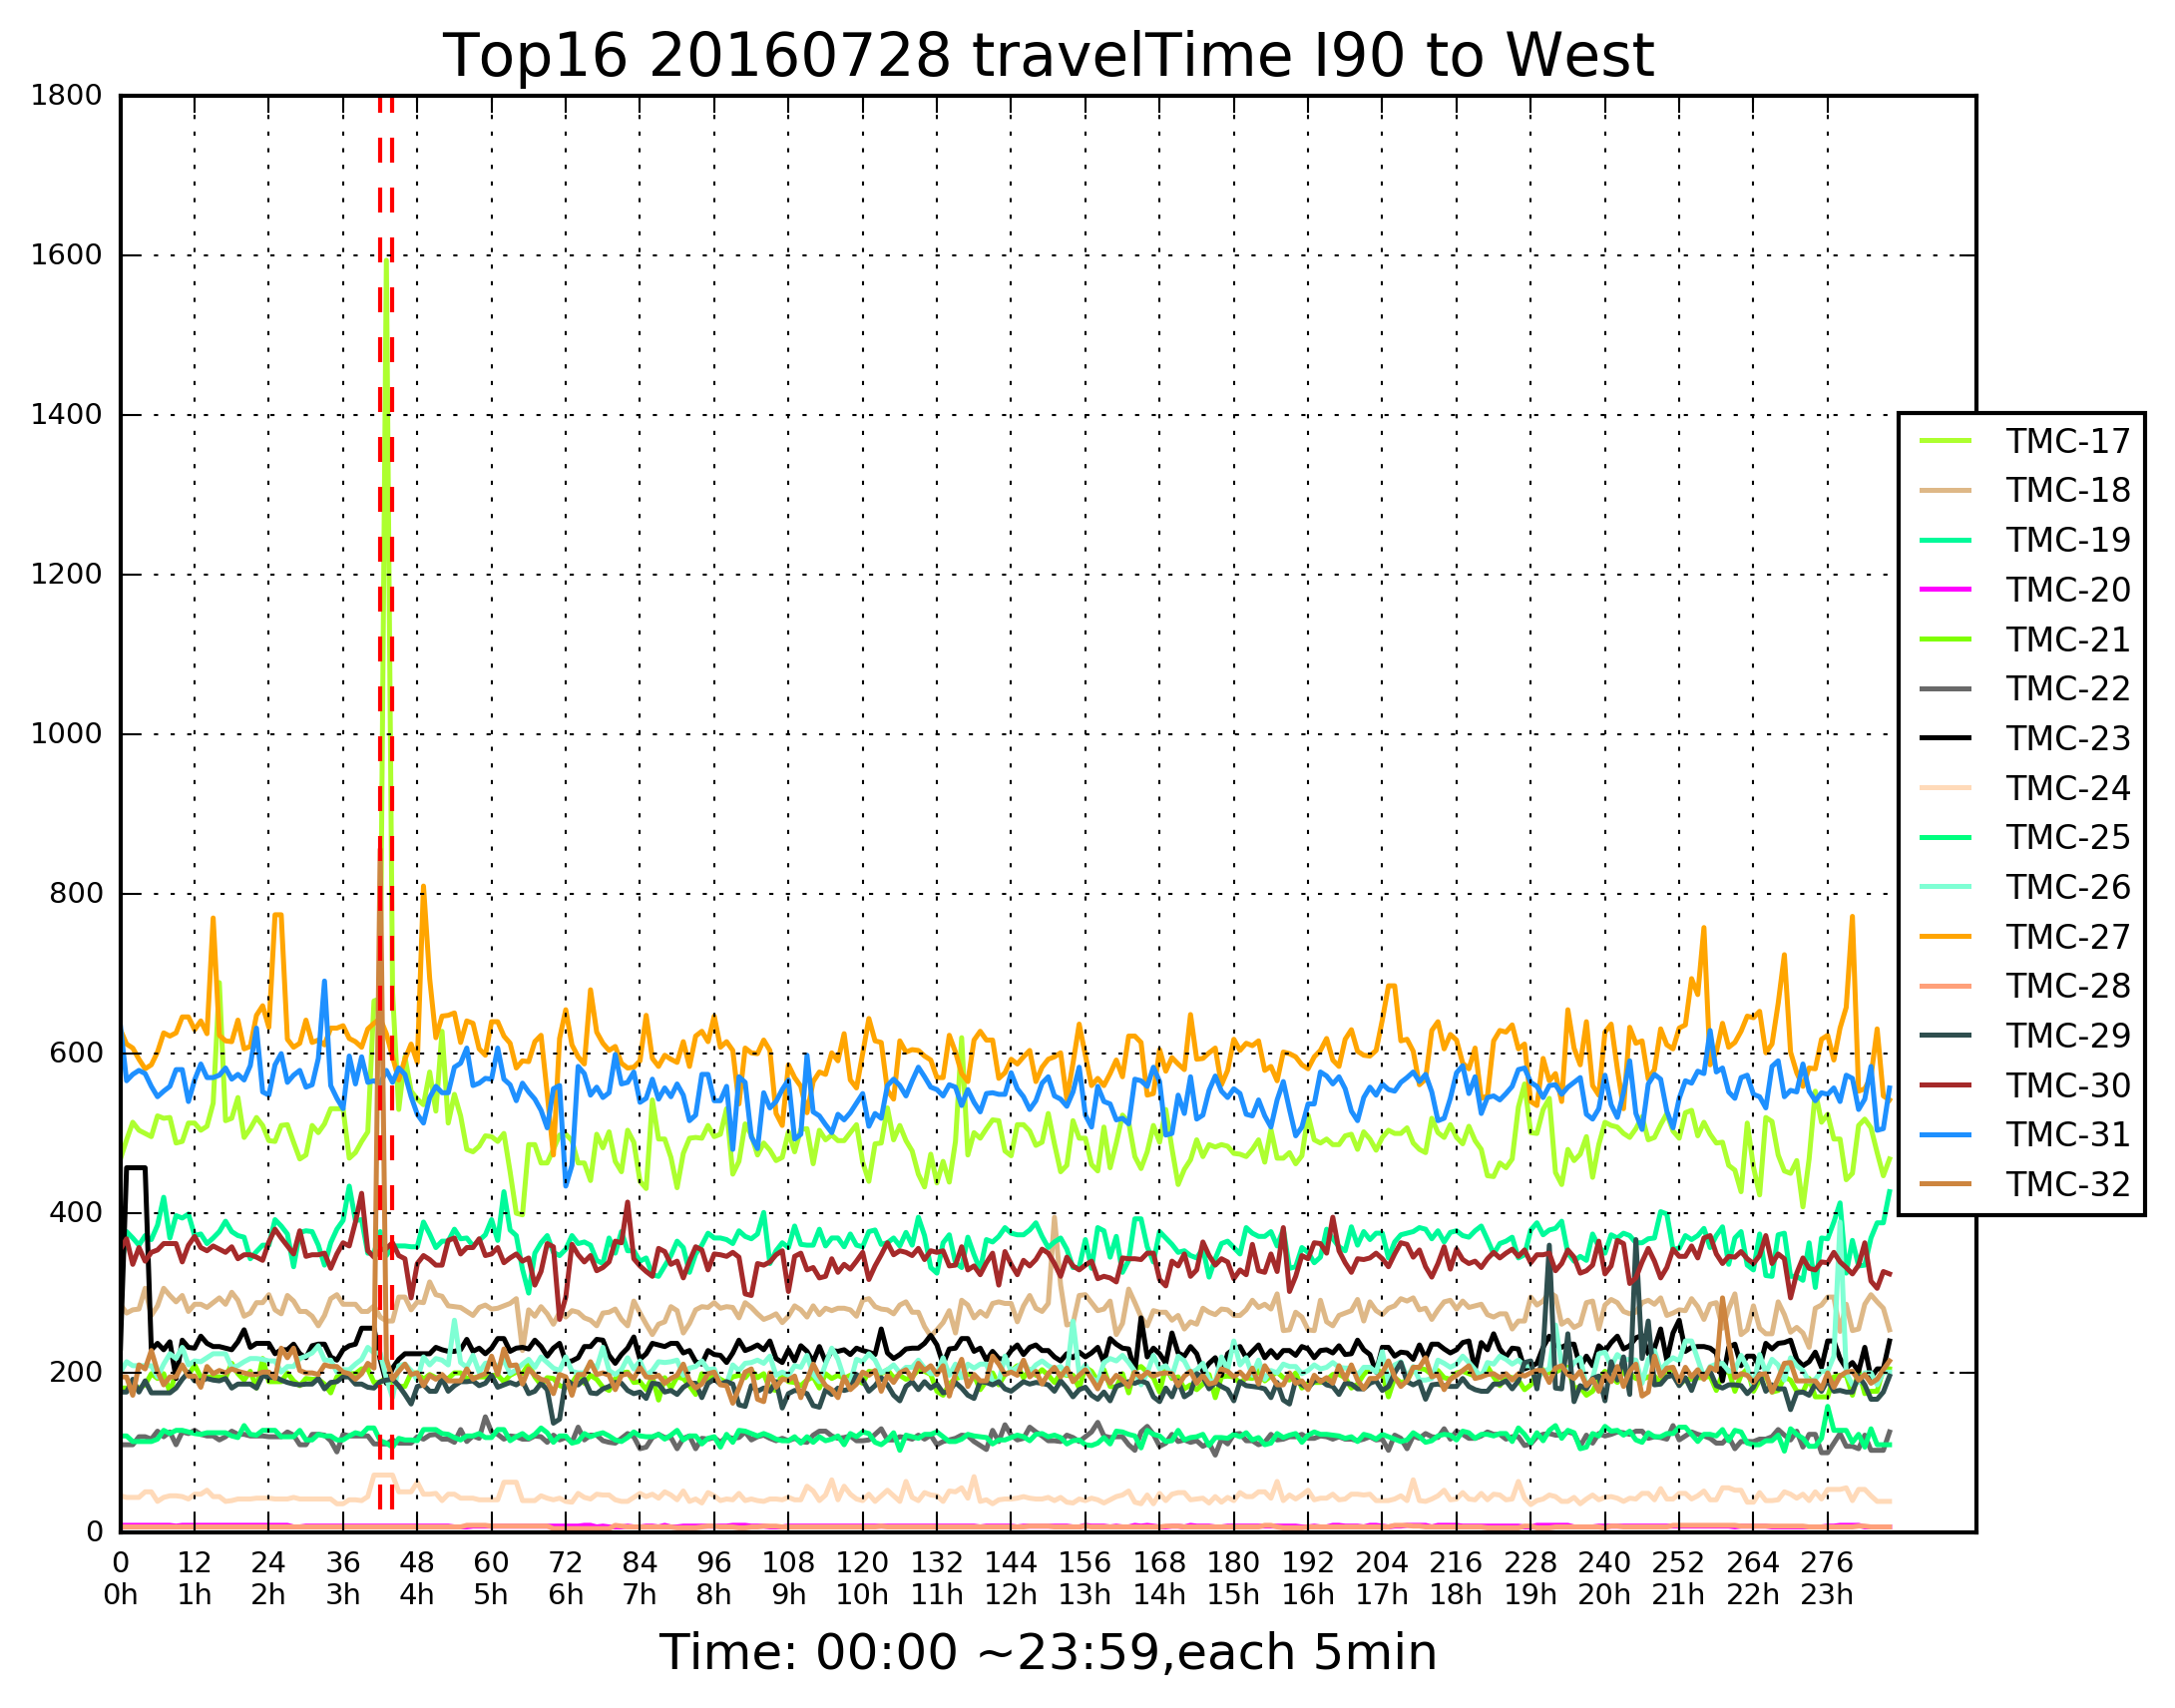 Top16 20160728 travelTime I90 to West
1800
1600
1400
1200
1000
800
600
400
200
0
TMC-17
TMC-18
TMC-19
TMC-20
TMC-21
TMC-22
TMC-23
TMC-24
TMC-25
TMC-26
TMC-27
TMC-28
TMC-29
TMC-30
TMC-31
TMC-32
0 12 24 36 48 60 72 84 96 108 120 132 144 156 168 180 192 204 216 228 240 252 264 276
0h 1h 2h 3h 4h 5h 6h 7h 8h 9h 10h 11h 12h 13h 14h 15h 16h 17h 18h 19h 20h 21h 22h 23h
Time: 00:00 ~23:59,each 5min